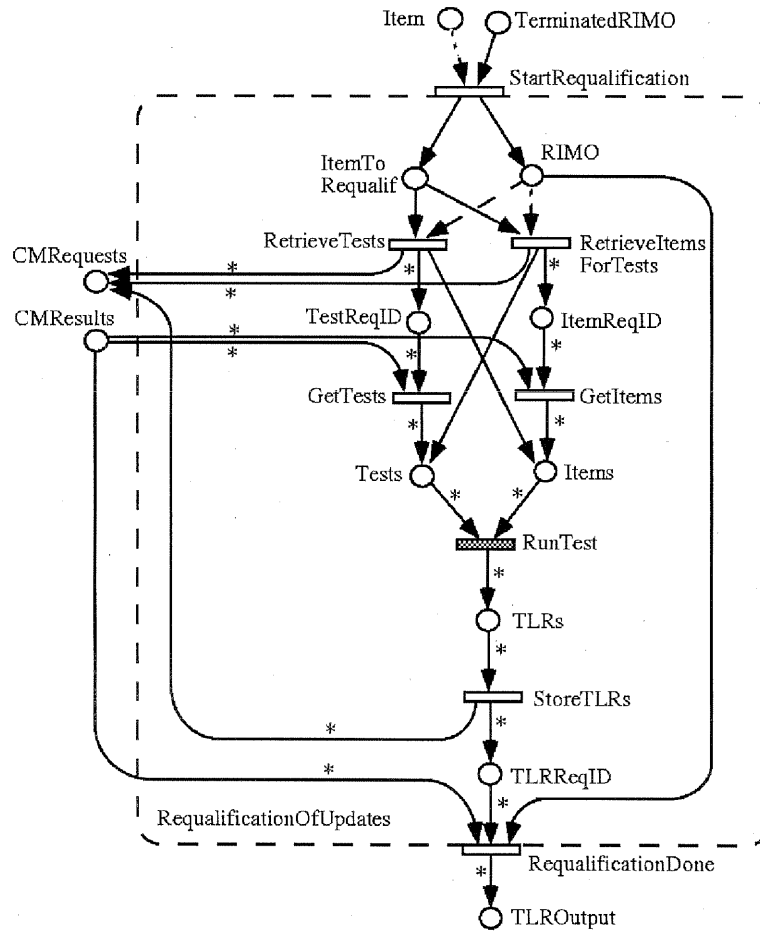 Item
TerminatedRIMO
StartRequalification
ItemTo
Requalif
RIMO
RetrieveTests
RetrieveItems
ForTests
CMRequests
*
*
*
*
TestReqID
ItemReqID
CMResults
*
*
*
*
GetTests
GetItems
*
*
Tests
Items
*
*
RunTest
*
TLRs
*
StoreTLRs
*
*
TLRReqID
*
*
RequalificationOfUpdates
RequalificationDone
*
TLROutput